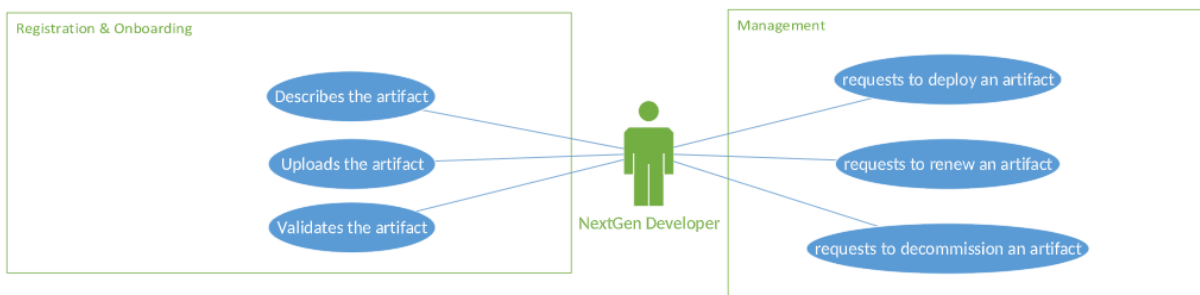 Registration & Onboarding
Describes the artifact
Uploads the artifact
Validates the artifact
NextGen Developer
Management
requests to deploy an artifact
requests to renew an artifact
requests to decommission an artifact